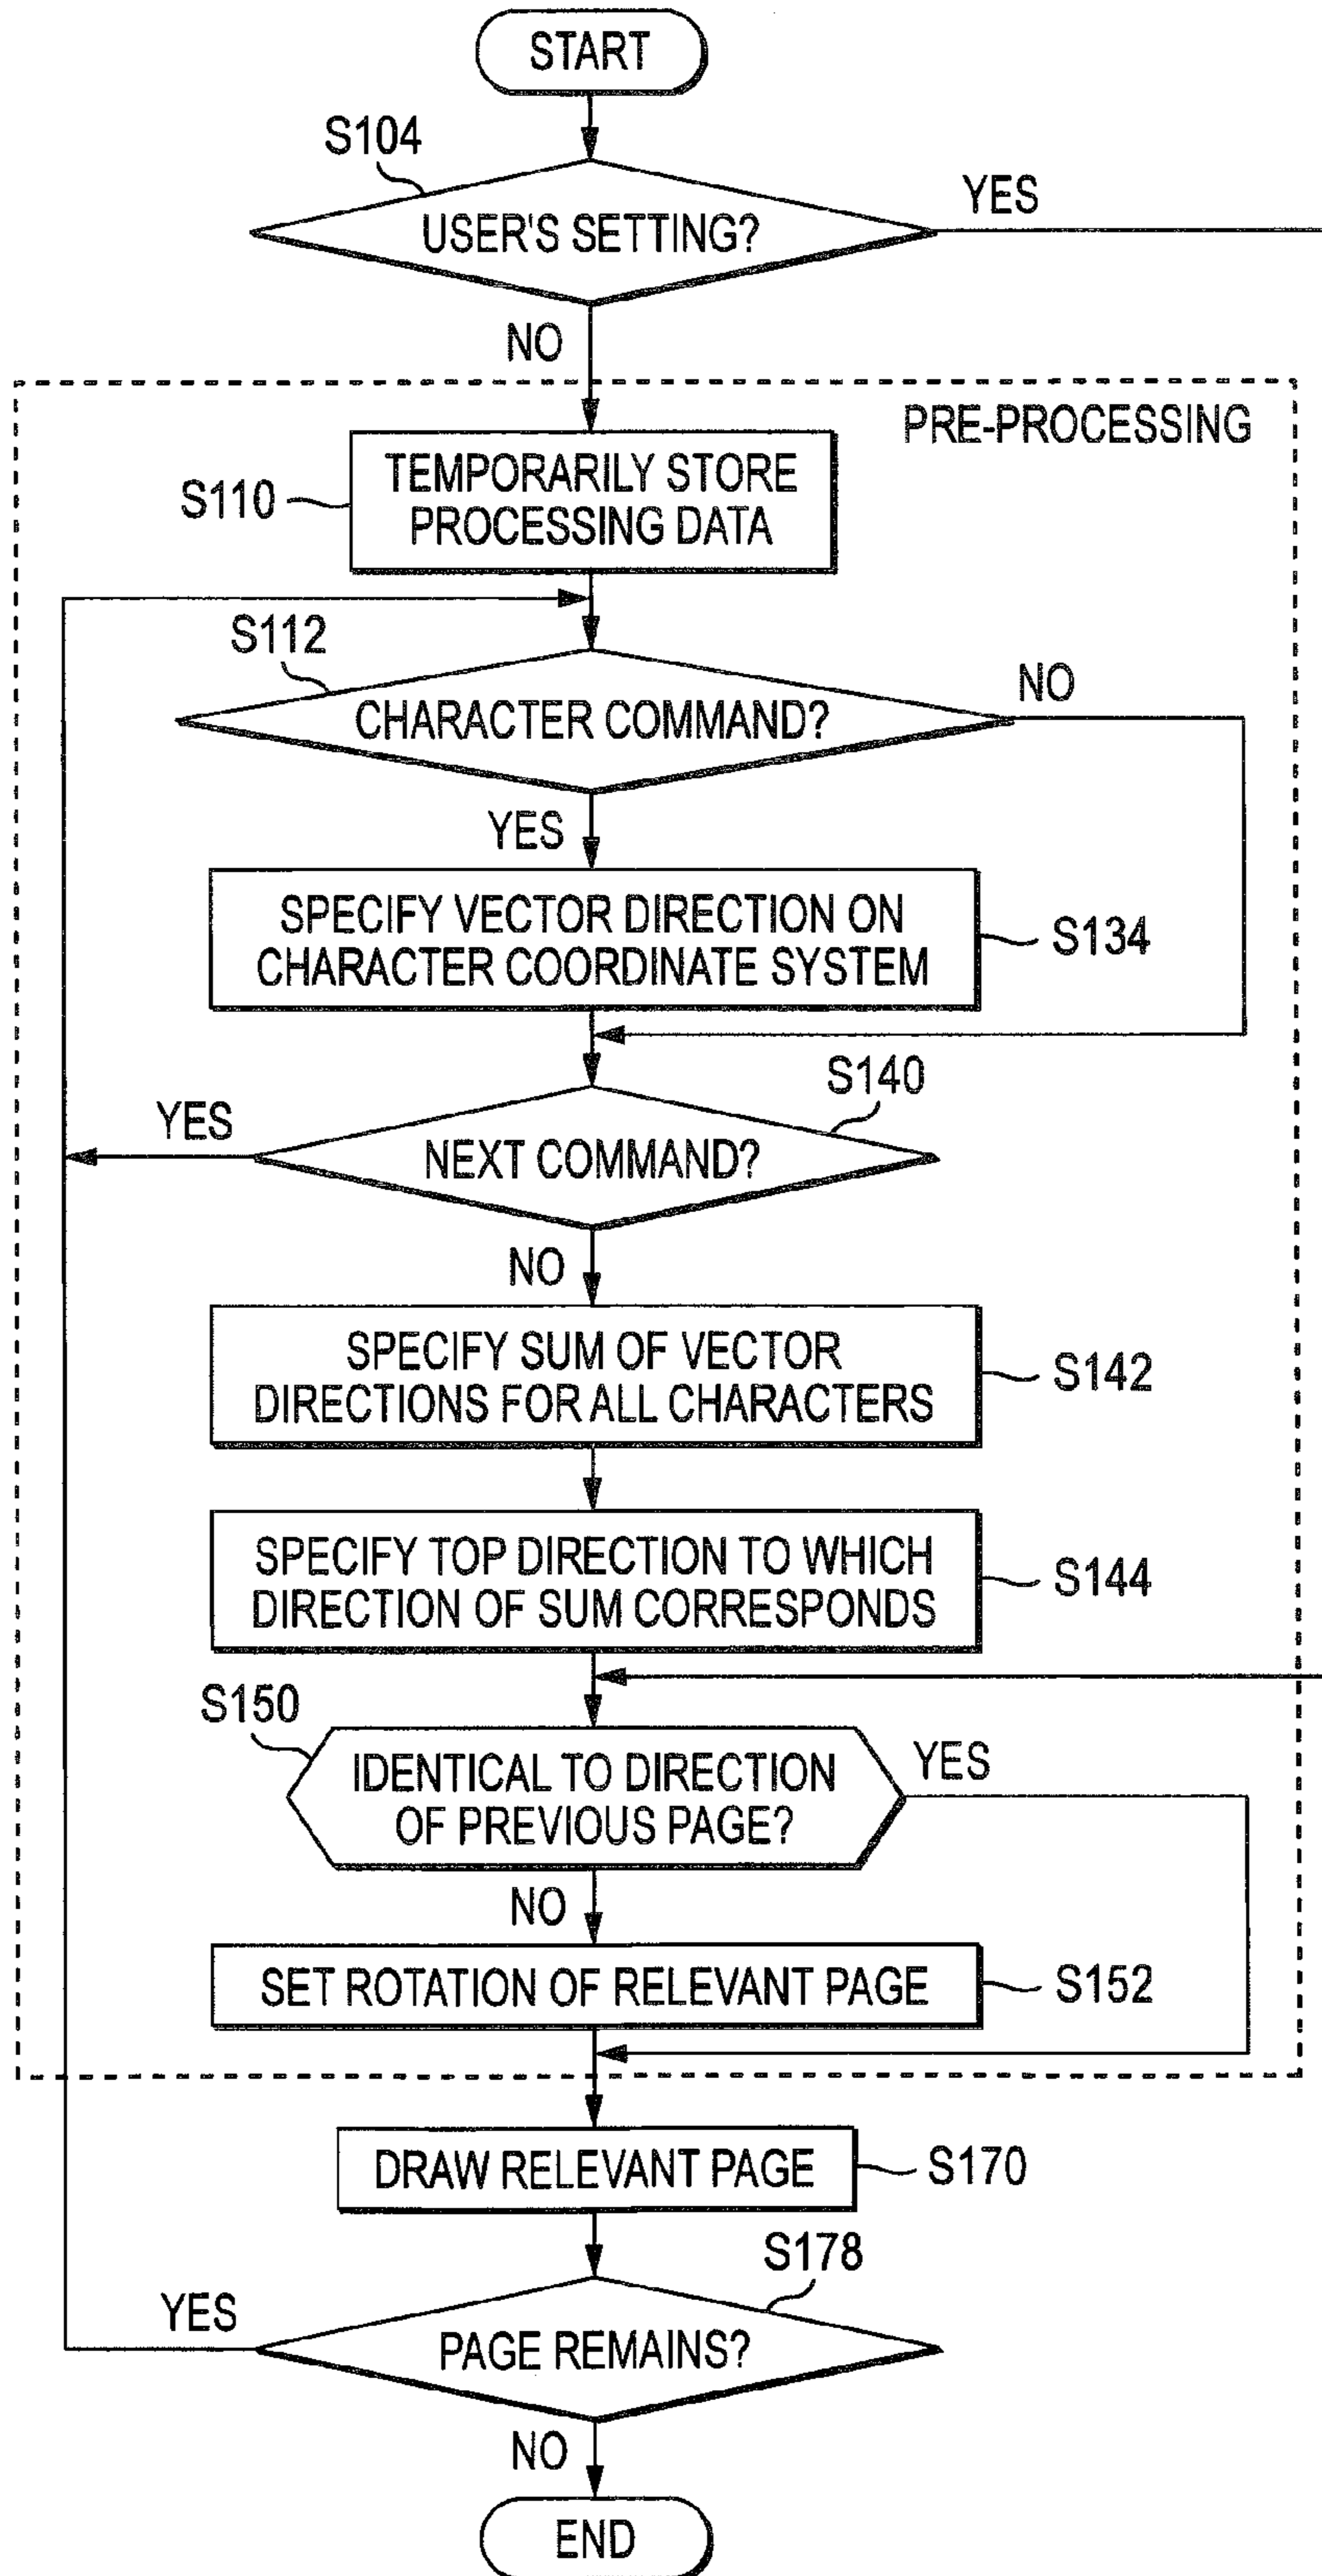 START
S104
YES
USER'S SETTING?
NO
PRE-PROCESSING
S110
TEMPORARILY STORE
PROCESSING DATA
S112
NO
CHARACTER COMMAND?
YES
SPECIFY VECTOR DIRECTION ON
CHARACTER COORDINATE SYSTEM
S134
S140
YES
NEXT COMMAND?
NO
SPECIFY SUM OF VECTOR
DIRECTIONS FOR ALL CHARACTERS
S142
SPECIFY TOP DIRECTION TO WHICH
DIRECTION OF SUM CORRESPONDS
S144
S150
IDENTICAL TO DIRECTION
OF PREVIOUS PAGE?
YES
NO
SET ROTATION OF RELEVANT PAGE
S152
DRAW RELEVANT PAGE
S170
S178
YES
PAGE REMAINS?
NO
END